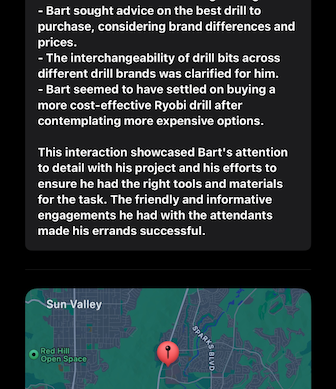 - Bart sought advice on the best drill to
purchase, considering brand differences and
prices.
- The interchangeability of drill bits across
different drill brands was clarified for him.
- Bart seemed to have settled on buying a
more cost-effective Ryobi drill after
contemplating more expensive options.
This interaction showcased Bart's attention
to detail with his project and his efforts to
ensure he had the right tools and materials
for the task. The friendly and informative
engagements he had with the attendants
made his errands successful.
Sun Valley
Red Hill
Open Space
SPARKS BLVD